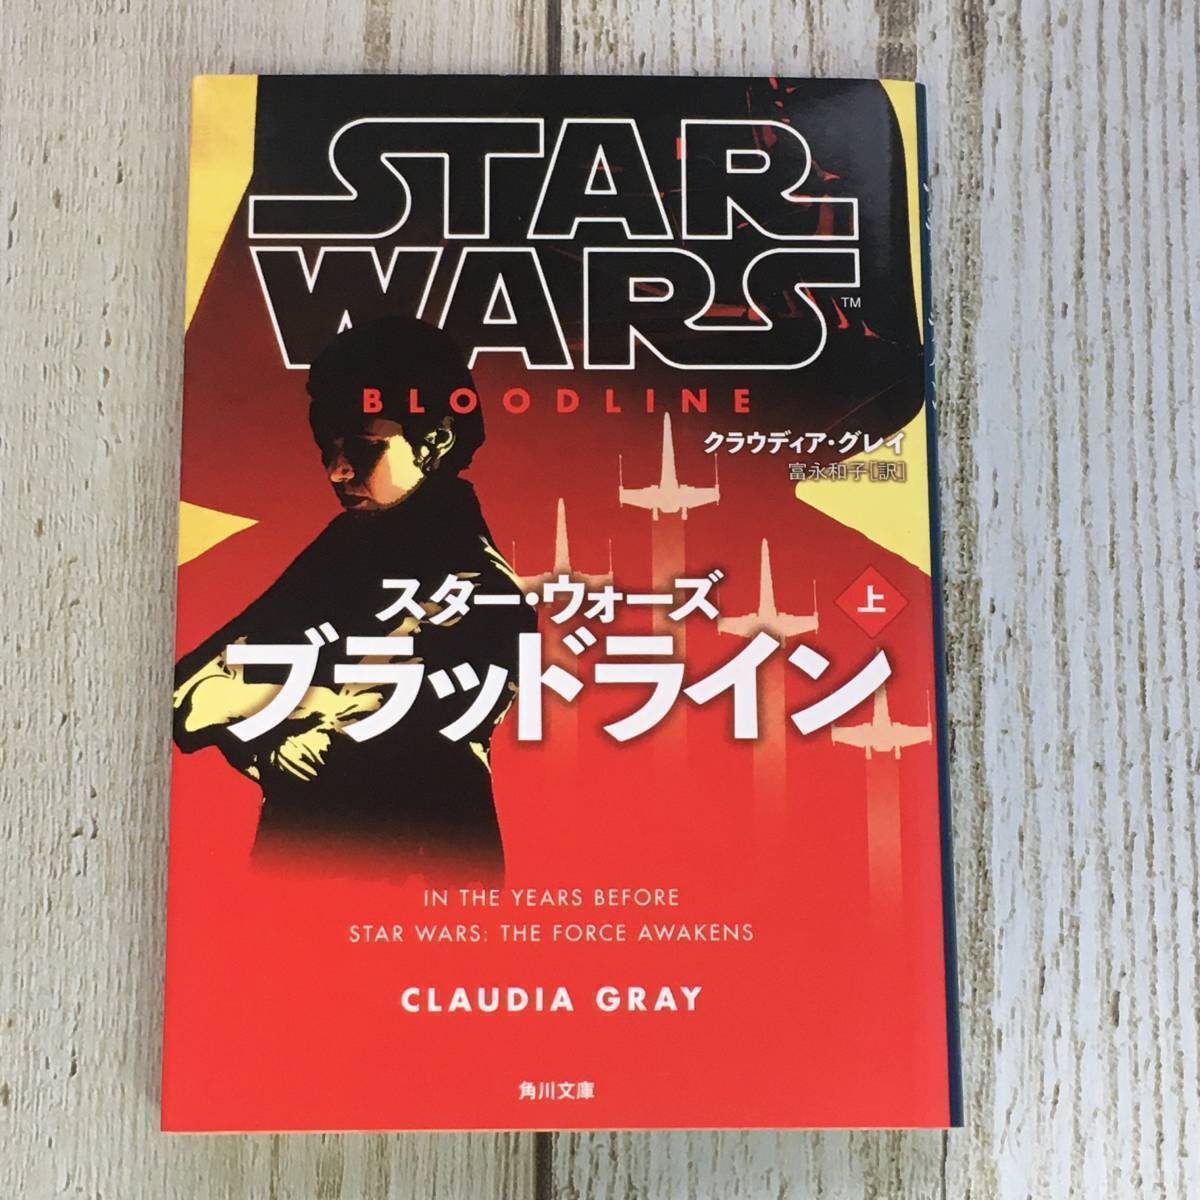 STAR
WARS
TM
BLOODLINE
クラウディア・グレイ
富永和子[訳]
スター・ウォーズ
上
ブラッドライン
IN THE YEARS BEFORE
STAR WARS: THE FORCE AWAKENS
CLAUDIA GRAY
角川文庫